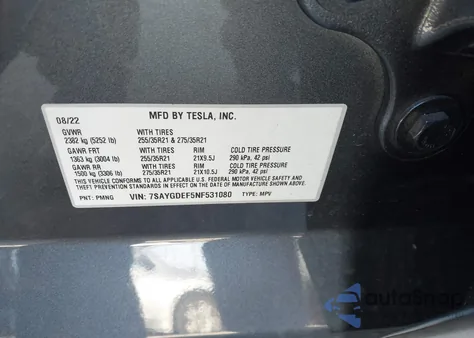 08/22 MFD BY TESLA, INC.
GVWR WITH TIRES
2382 kg (5252 lb) 255/35R21 & 275/35R21
GAWR FRT WITH TIRES RIM COLD TIRE PRESSURE
1363 kg (3004 lb) 255/35R21 21X9.5J 290 kPa, 42 psi
GAWR RR WITH TIRES RIM COLD TIRE PRESSURE
1500 kg (3306 lb) 275/35R21 21X10.5J 290 kPa, 42 psi
THIS VEHICLE CONFORMS TO ALL APPLICABLE
U.S. FEDERAL MOTOR VEHICLE SAFETY AND
THEFT PREVENTION STANDARDS IN EFFECT ON
THE DATE OF MANUFACTURE SHOWN ABOVE.
PNT: PMNG VIN: 7SAYGDEF5NF531080 TYPE: MPV
autoSnap